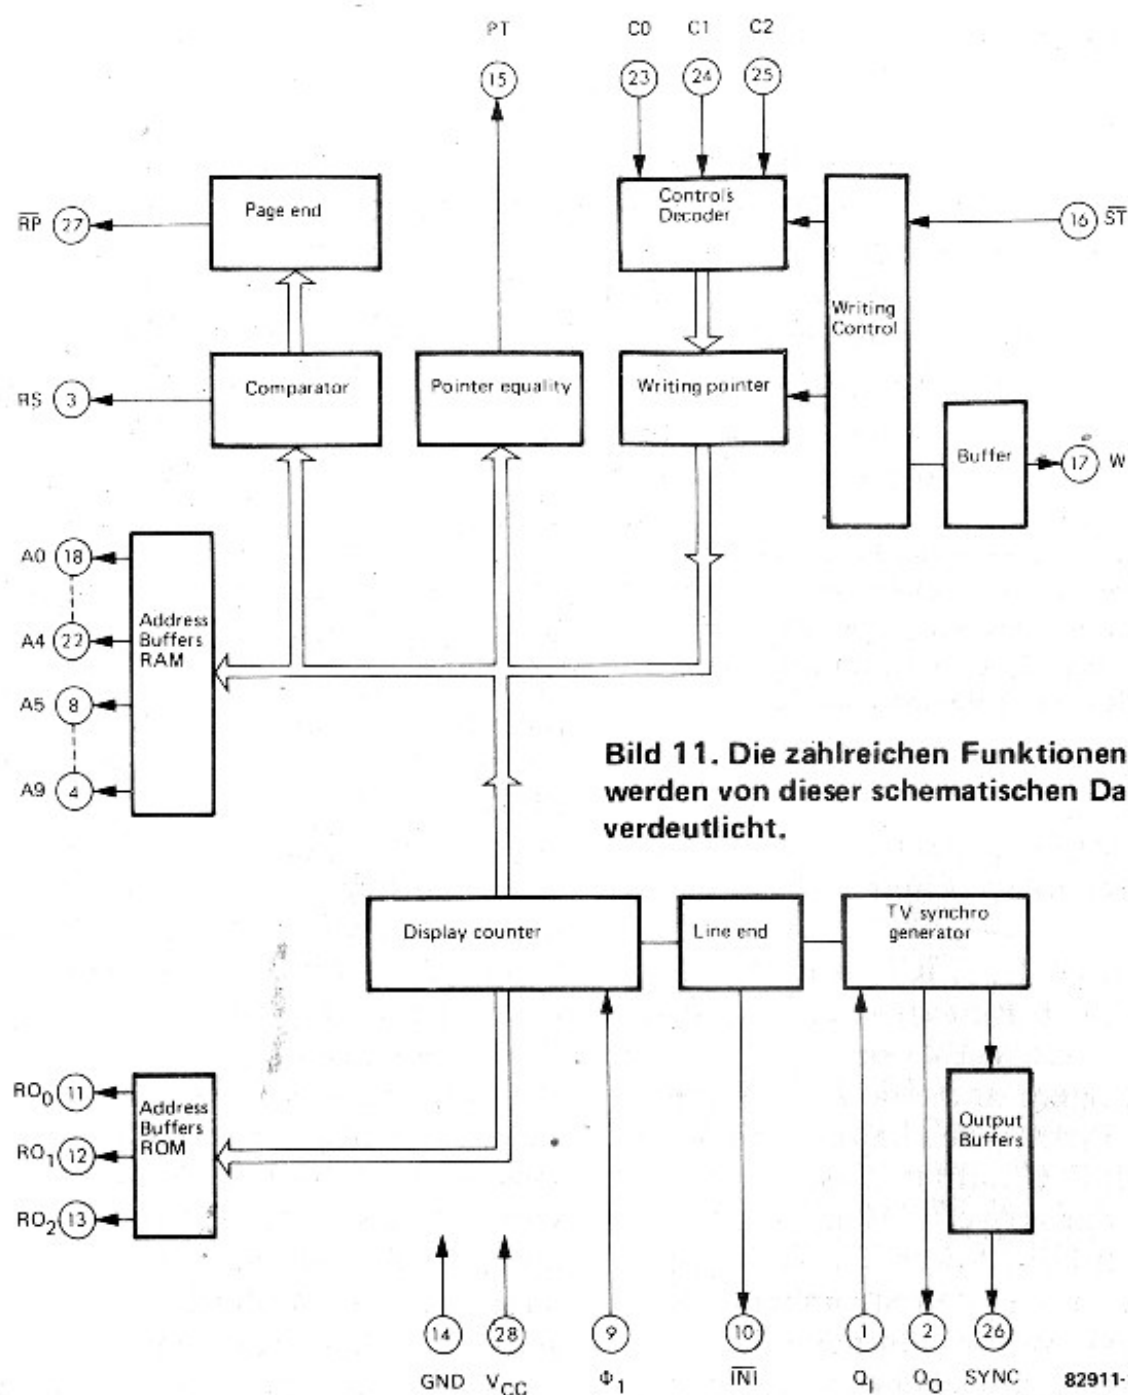 PT C0 C1 C2
15 23 24 25
Page end
Controls
Decoder
RP 27
16 ST
Writing
Control
RS 3
Comparator
Pointer equality
Writing pointer
Buffer
17 W
A0 18
A4 22
A5 8
A9 4
Address
Buffers
RAM
Bild 11. Die zahlreichen Funktionen
werden von dieser schematischen Da
verdeutlicht.
Display counter
Line end
TV synchro
generator
RO0 11
RO1 12
RO2 13
Address
Buffers
ROM
Output
Buffers
14 28 9 10 1 2 26
GND VCC Φ1 INi QI QO SYNC 82911-